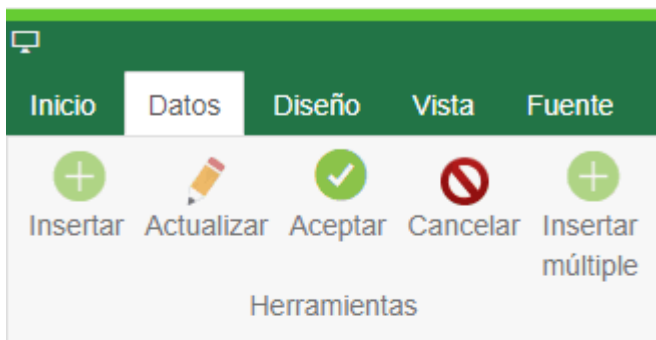 Inicio Datos Diseño Vista Fuente
Insertar Actualizar Aceptar Cancelar Insertar
múltiple
Herramientas